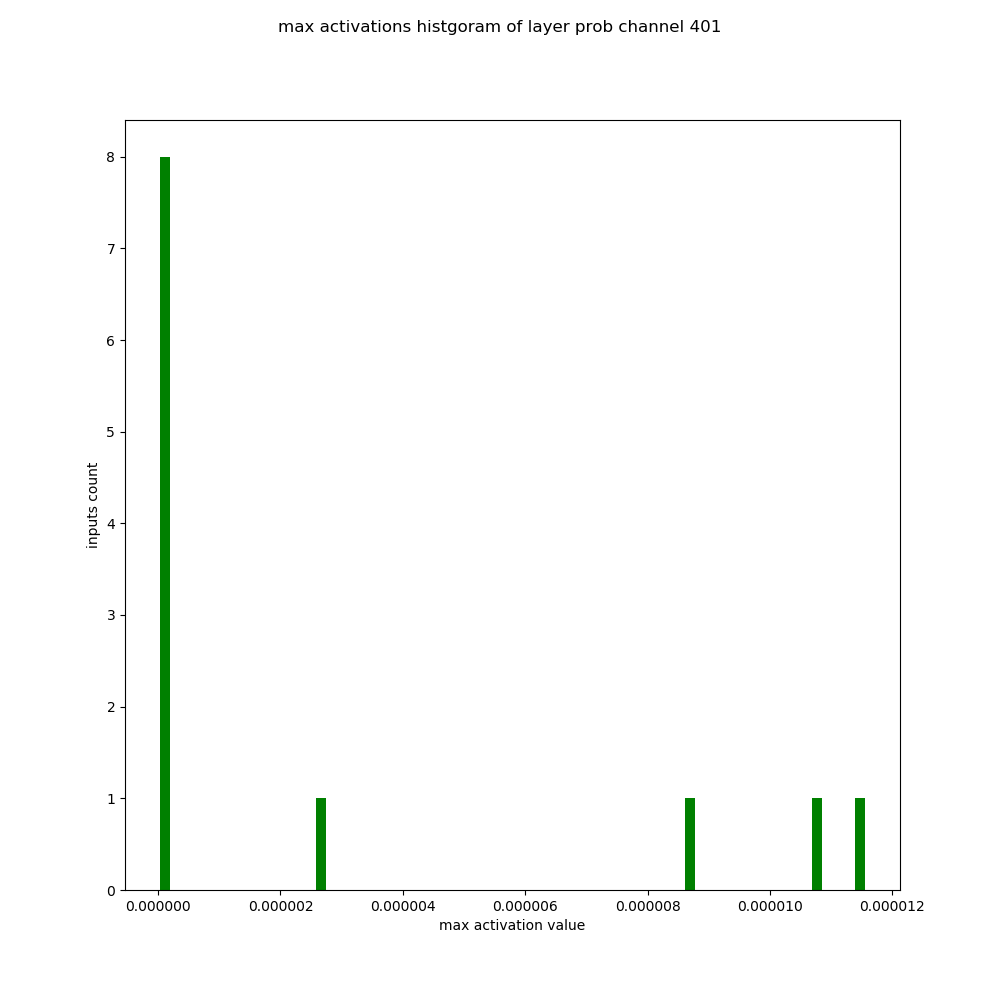 max activations histgoram of layer prob channel 401
8
7
6
5
4
3
2
1
0
inputs count
0.000000 0.000002 0.000004 0.000006 0.000008 0.000010 0.000012
max activation value